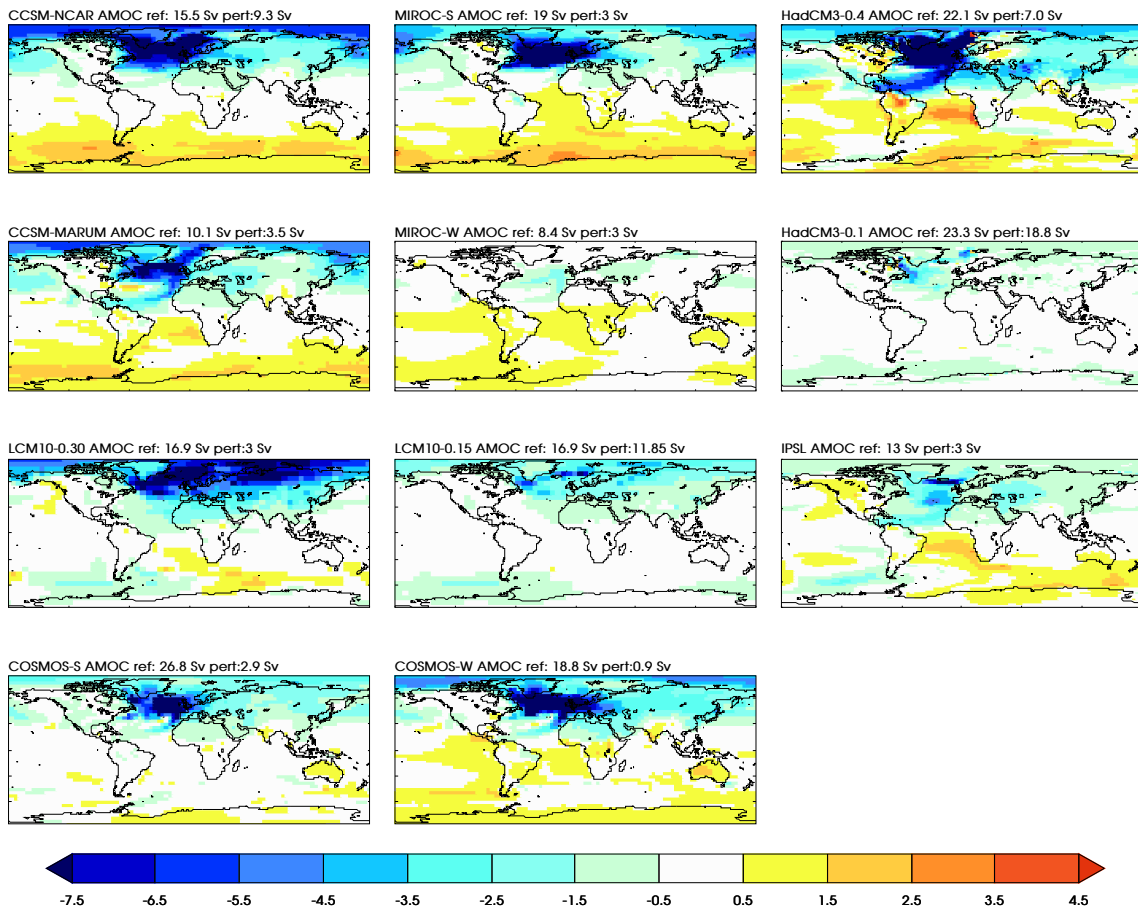 CCSM-NCAR AMOC ref: 15.5 Sv pert:9.3 Sv
MIROC-S AMOC ref: 19 Sv pert:3 Sv
HadCM3-0.4 AMOC ref: 22.1 Sv pert:7.0 Sv
CCSM-MARUM AMOC ref: 10.1 Sv pert:3.5 Sv
MIROC-W AMOC ref: 8.4 Sv pert:3 Sv
HadCM3-0.1 AMOC ref: 23.3 Sv pert:18.8 Sv
LCM10-0.30 AMOC ref: 16.9 Sv pert:3 Sv
LCM10-0.15 AMOC ref: 16.9 Sv pert:11.85 Sv
IPSL AMOC ref: 13 Sv pert:3 Sv
COSMOS-S AMOC ref: 26.8 Sv pert:2.9 Sv
COSMOS-W AMOC ref: 18.8 Sv pert:0.9 Sv
-7.5 -6.5 -5.5 -4.5 -3.5 -2.5 -1.5 -0.5 0.5 1.5 2.5 3.5 4.5